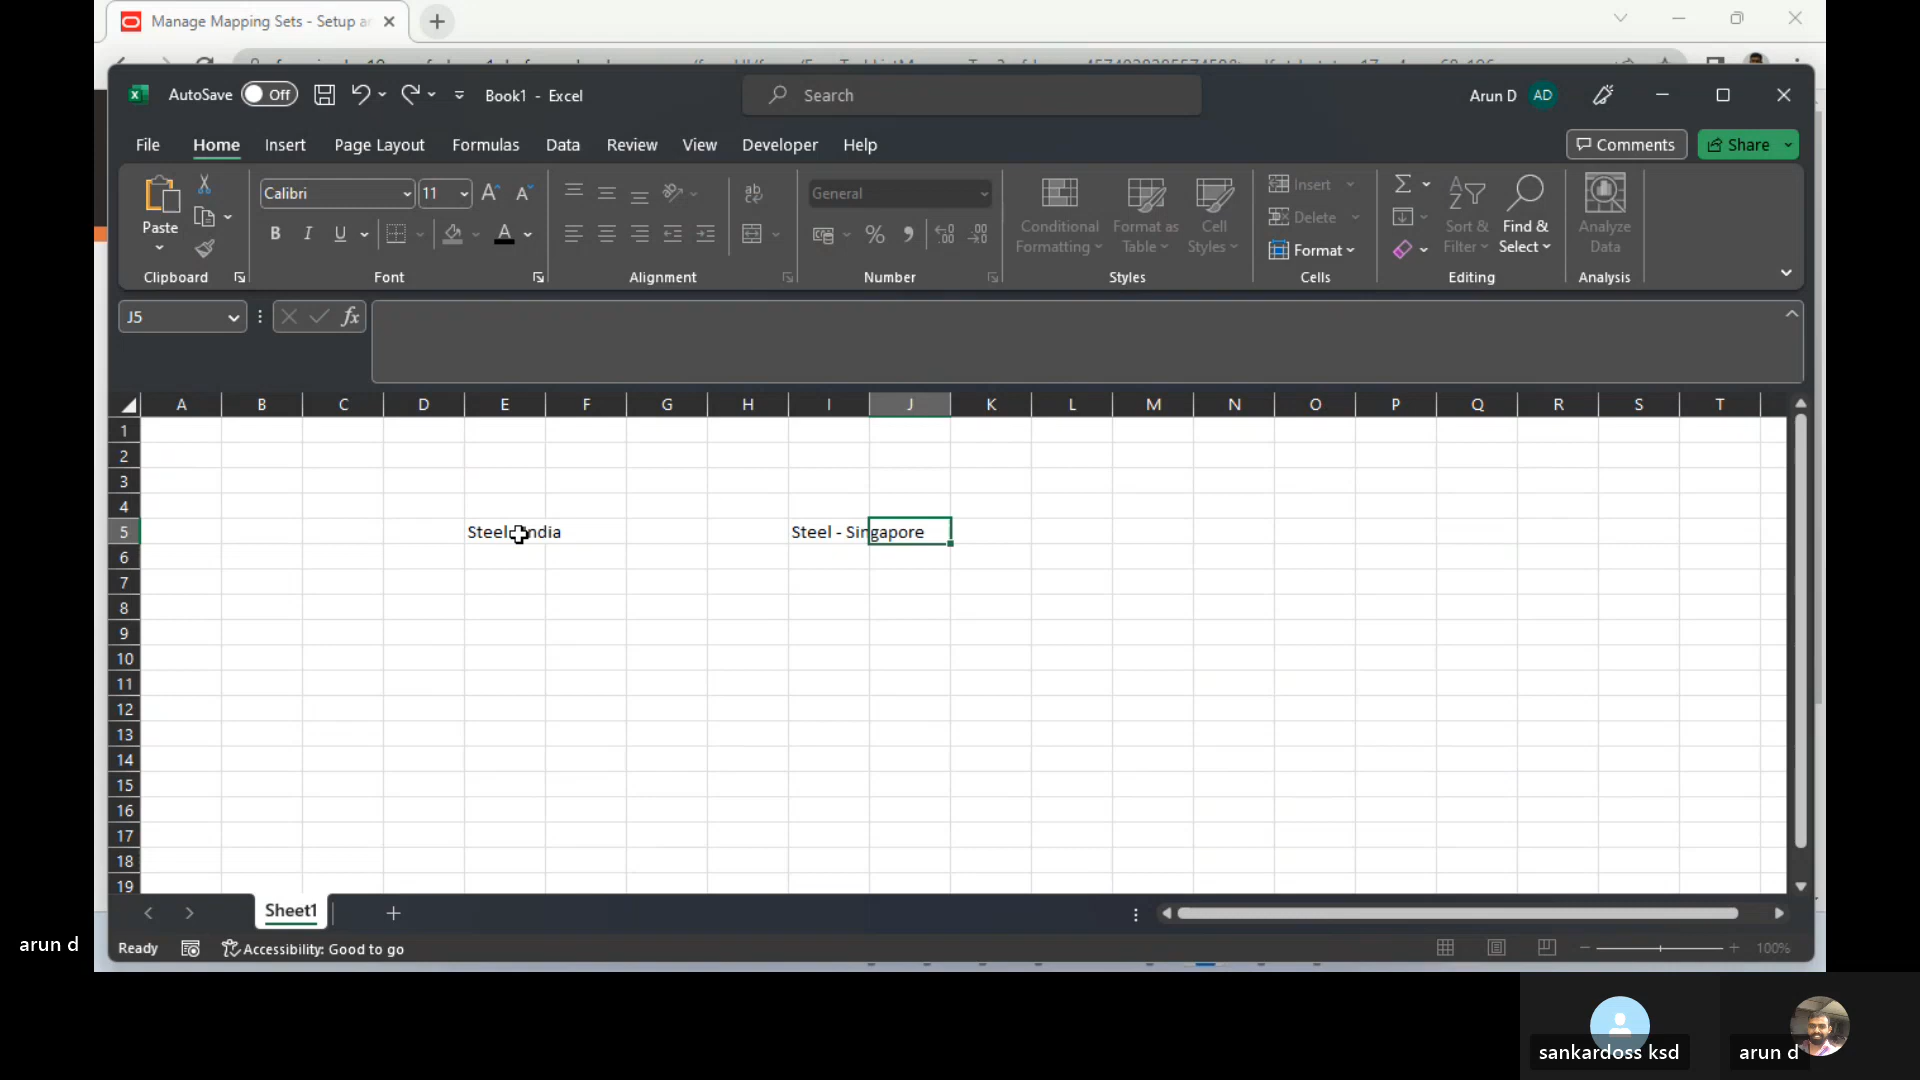 Manage Mapping Sets - Setup a
AutoSave Off Book1 - Excel Search Arun D AD
File Home Insert Page Layout Formulas Data Review View Developer Help Comments Share
Paste Calibri 11 General Conditional Formatting Format as Table Cell Styles Insert Delete Format Sort & Filter Find & Select Analyze Data
B I U A % ,
Clipboard Font Alignment Number Styles Cells Editing Analysis
J5 fx
A B C D E F G H I J K L M N O P Q R S T
1
2
3
4
5 Steel India Steel - Singapore
6
7
8
9
10
11
12
13
14
15
16
17
18
19
Sheet1
Ready Accessibility: Good to go 100%
arun d
sankardoss ksd arun d